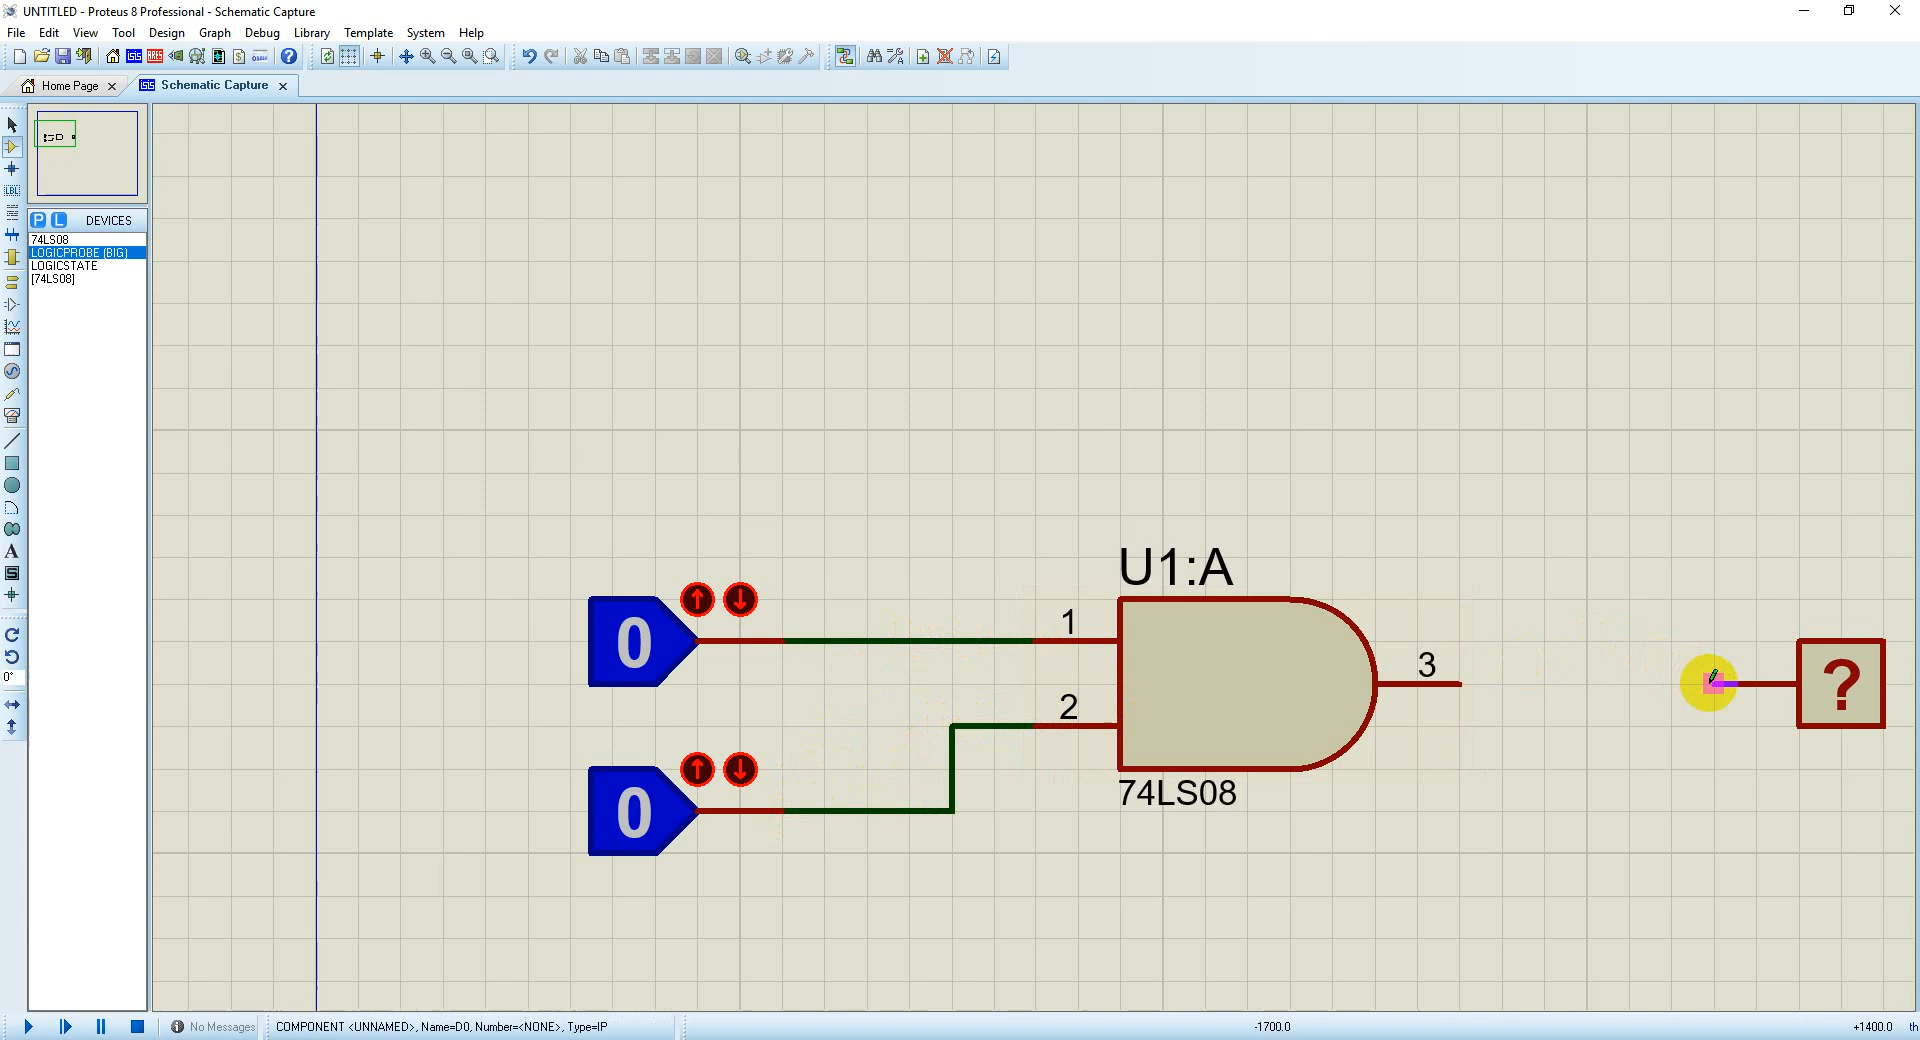 UNTITLED - Proteus 8 Professional - Schematic Capture
File Edit View Tool Design Graph Debug Library Template System Help
Home Page
Schematic Capture
P L DEVICES
74LS08
LOGICPROBE (BIG)
LOGICSTATE
[74LS08]
LBL
A
S
0°
U1:A
0
1
3
?
2
0
74LS08
No Messages
COMPONENT <UNNAMED>, Name=D0, Number=<NONE>, Type=IP
-1700.0
+1400.0
th